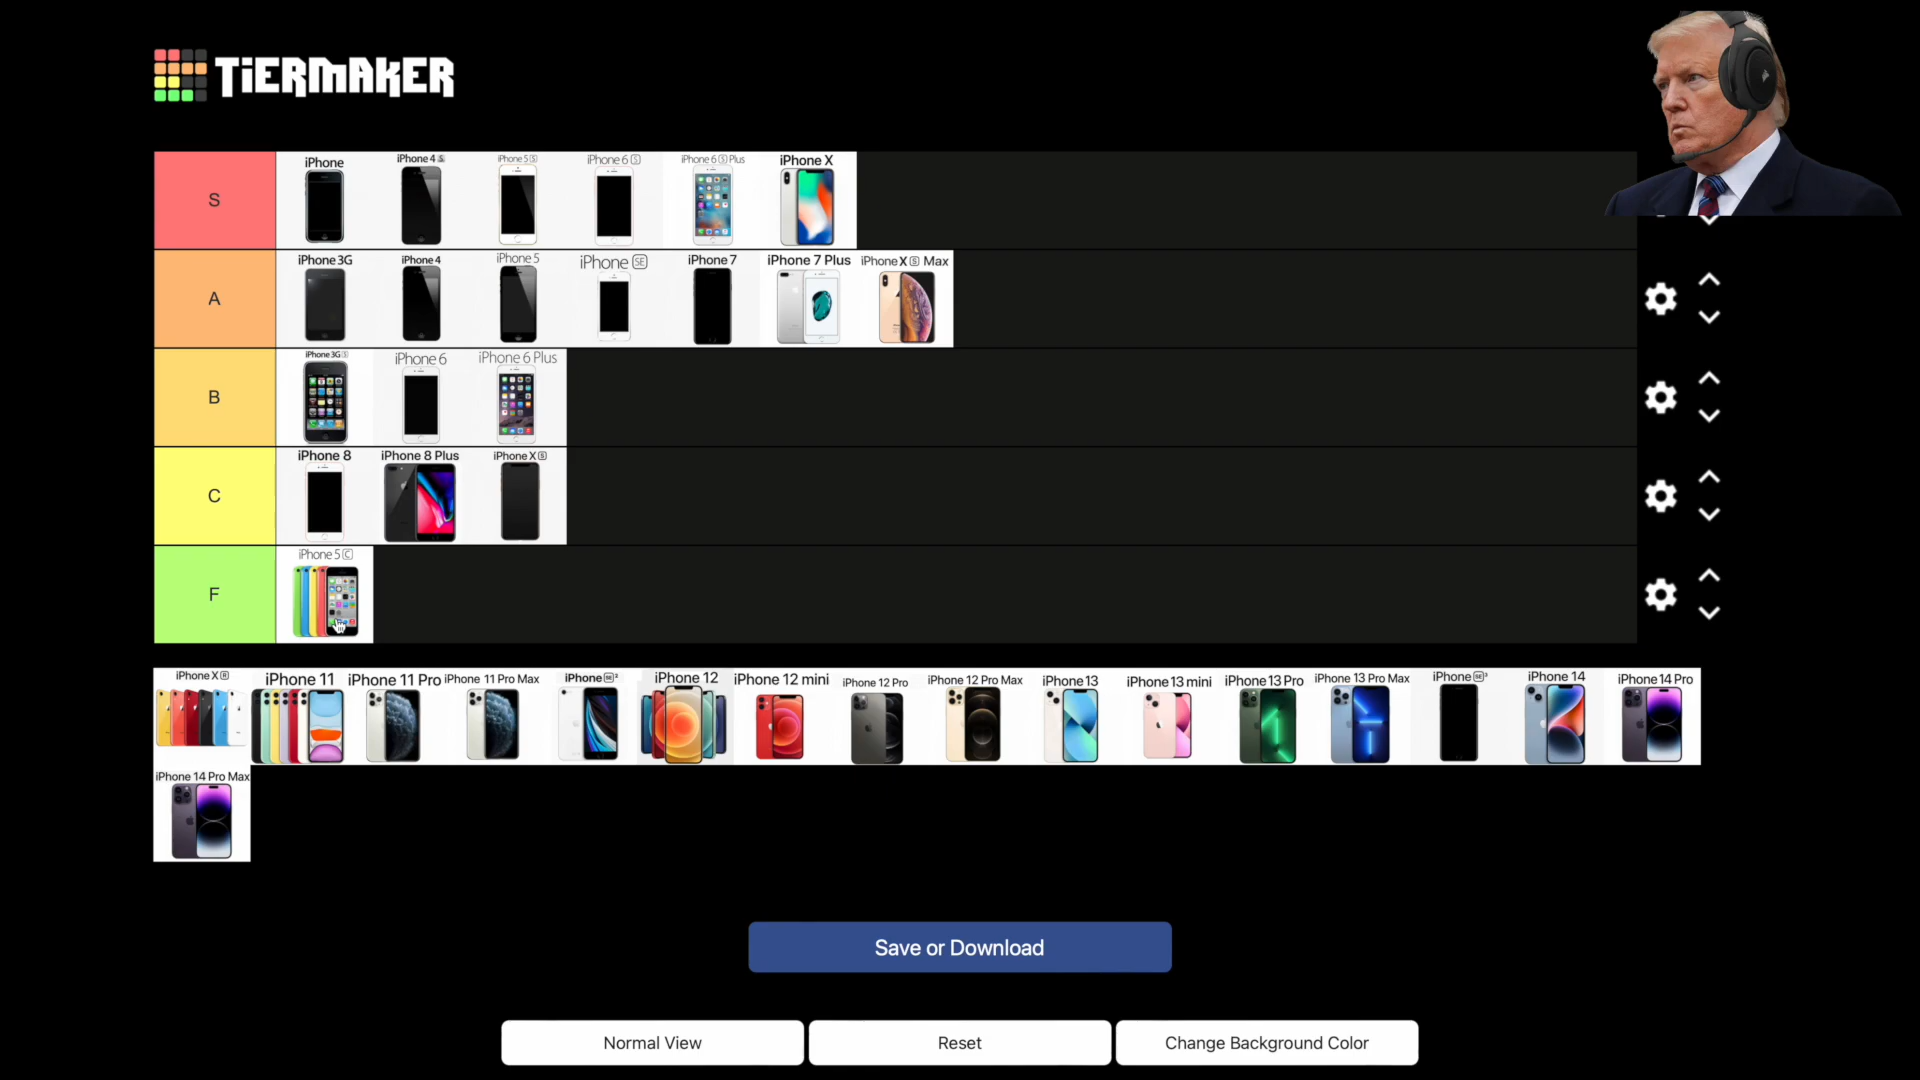 TiERMAKER
S
iPhone
iPhone 4 S
iPhone 5 S
iPhone 6 S
iPhone 6 S Plus
iPhone X
A
iPhone 3G
iPhone 4
iPhone 5
iPhone SE
iPhone 7
iPhone 7 Plus
iPhone X S Max
B
iPhone 3G S
iPhone 6
iPhone 6 Plus
C
iPhone 8
iPhone 8 Plus
iPhone X S
F
iPhone 5 C
iPhone X R
iPhone 11
iPhone 11 Pro
iPhone 11 Pro Max
iPhone SE 2
iPhone 12
iPhone 12 mini
iPhone 12 Pro
iPhone 12 Pro Max
iPhone 13
iPhone 13 mini
iPhone 13 Pro
iPhone 13 Pro Max
iPhone SE 3
iPhone 14
iPhone 14 Pro
iPhone 14 Pro Max
Save or Download
Normal View
Reset
Change Background Color